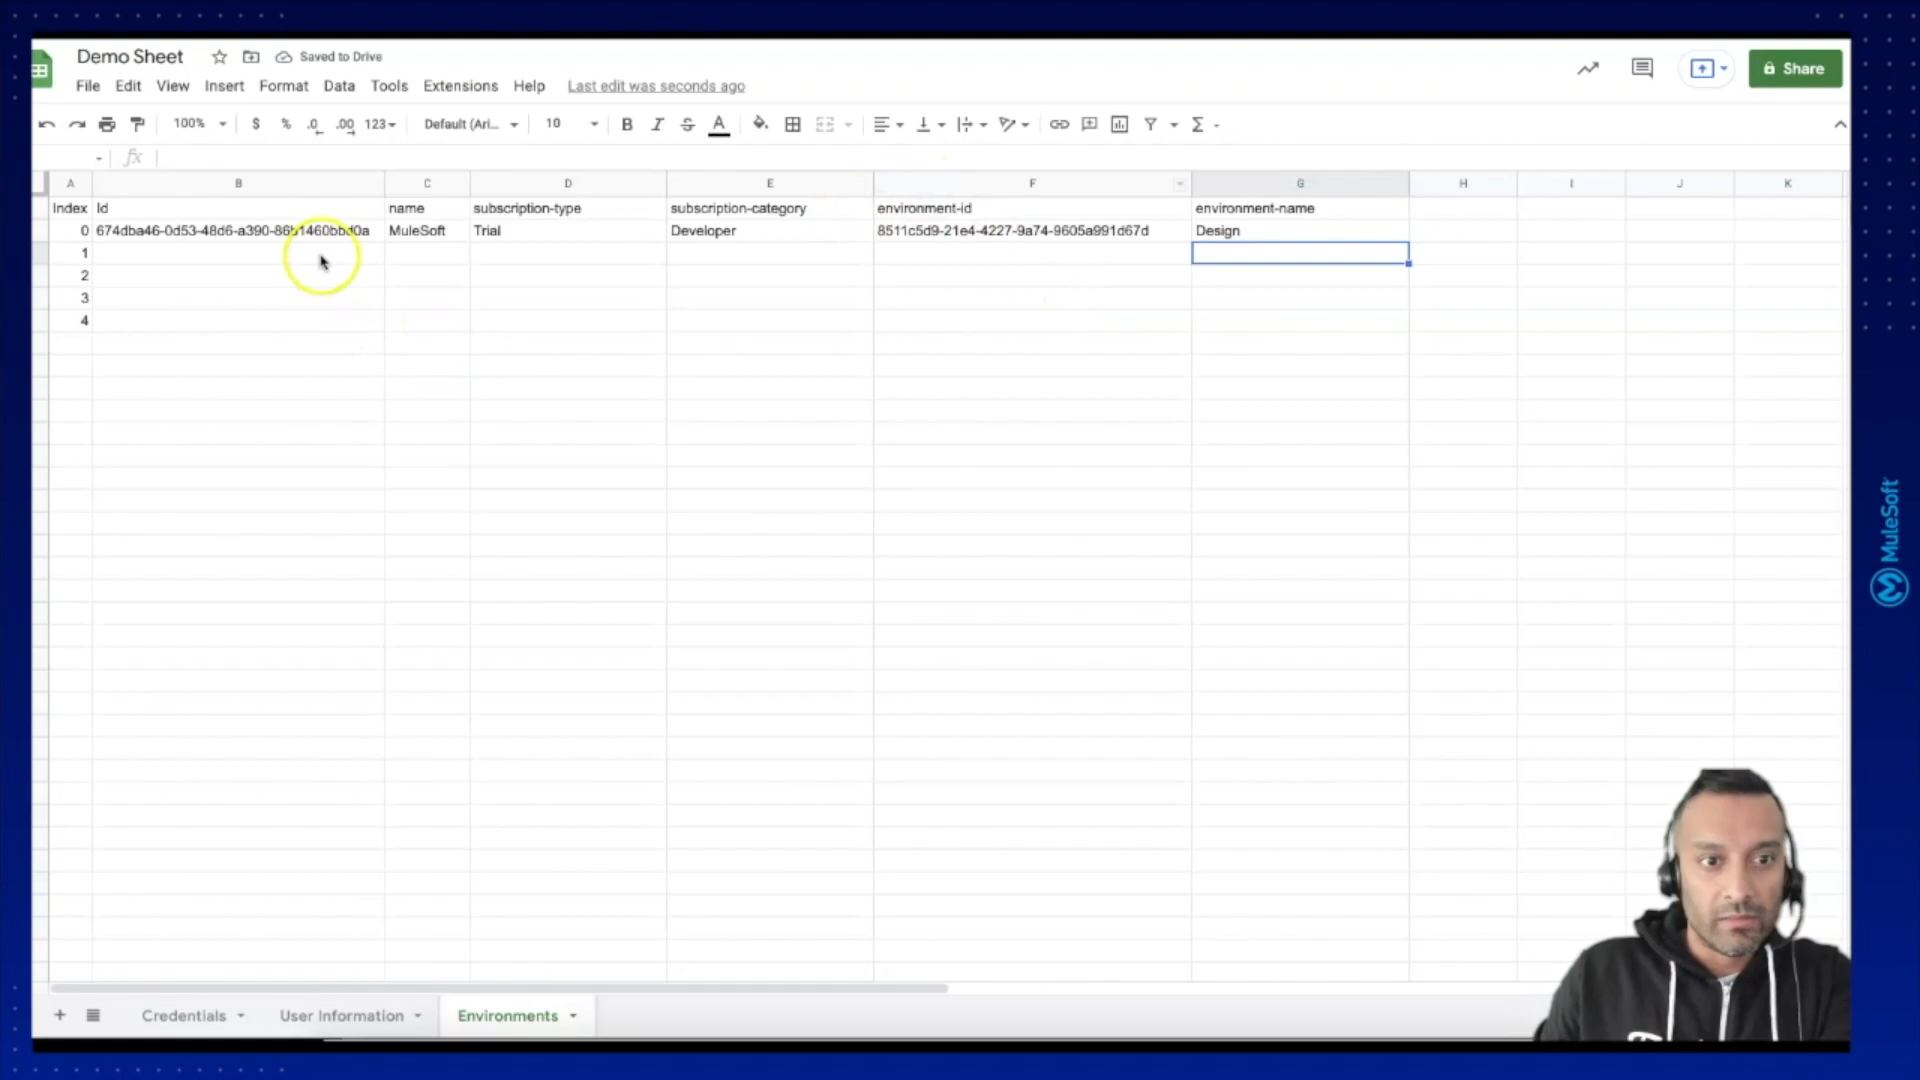 Demo Sheet Saved to Drive
File Edit View Insert Format Data Tools Extensions Help Last edit was seconds ago
Share
100% $ % .0 .00 123 Default (Ari... 10 B I S A Σ
fx
A B C D E F G H I J K
Index Id name subscription-type subscription-category environment-id environment-name
0 674dba46-0d53-48d6-a390-86b1460bbd0a MuleSoft Trial Developer 8511c5d9-21e4-4227-9a74-9605a991d67d Design
1
2
3
4
Credentials User Information Environments
MuleSoft